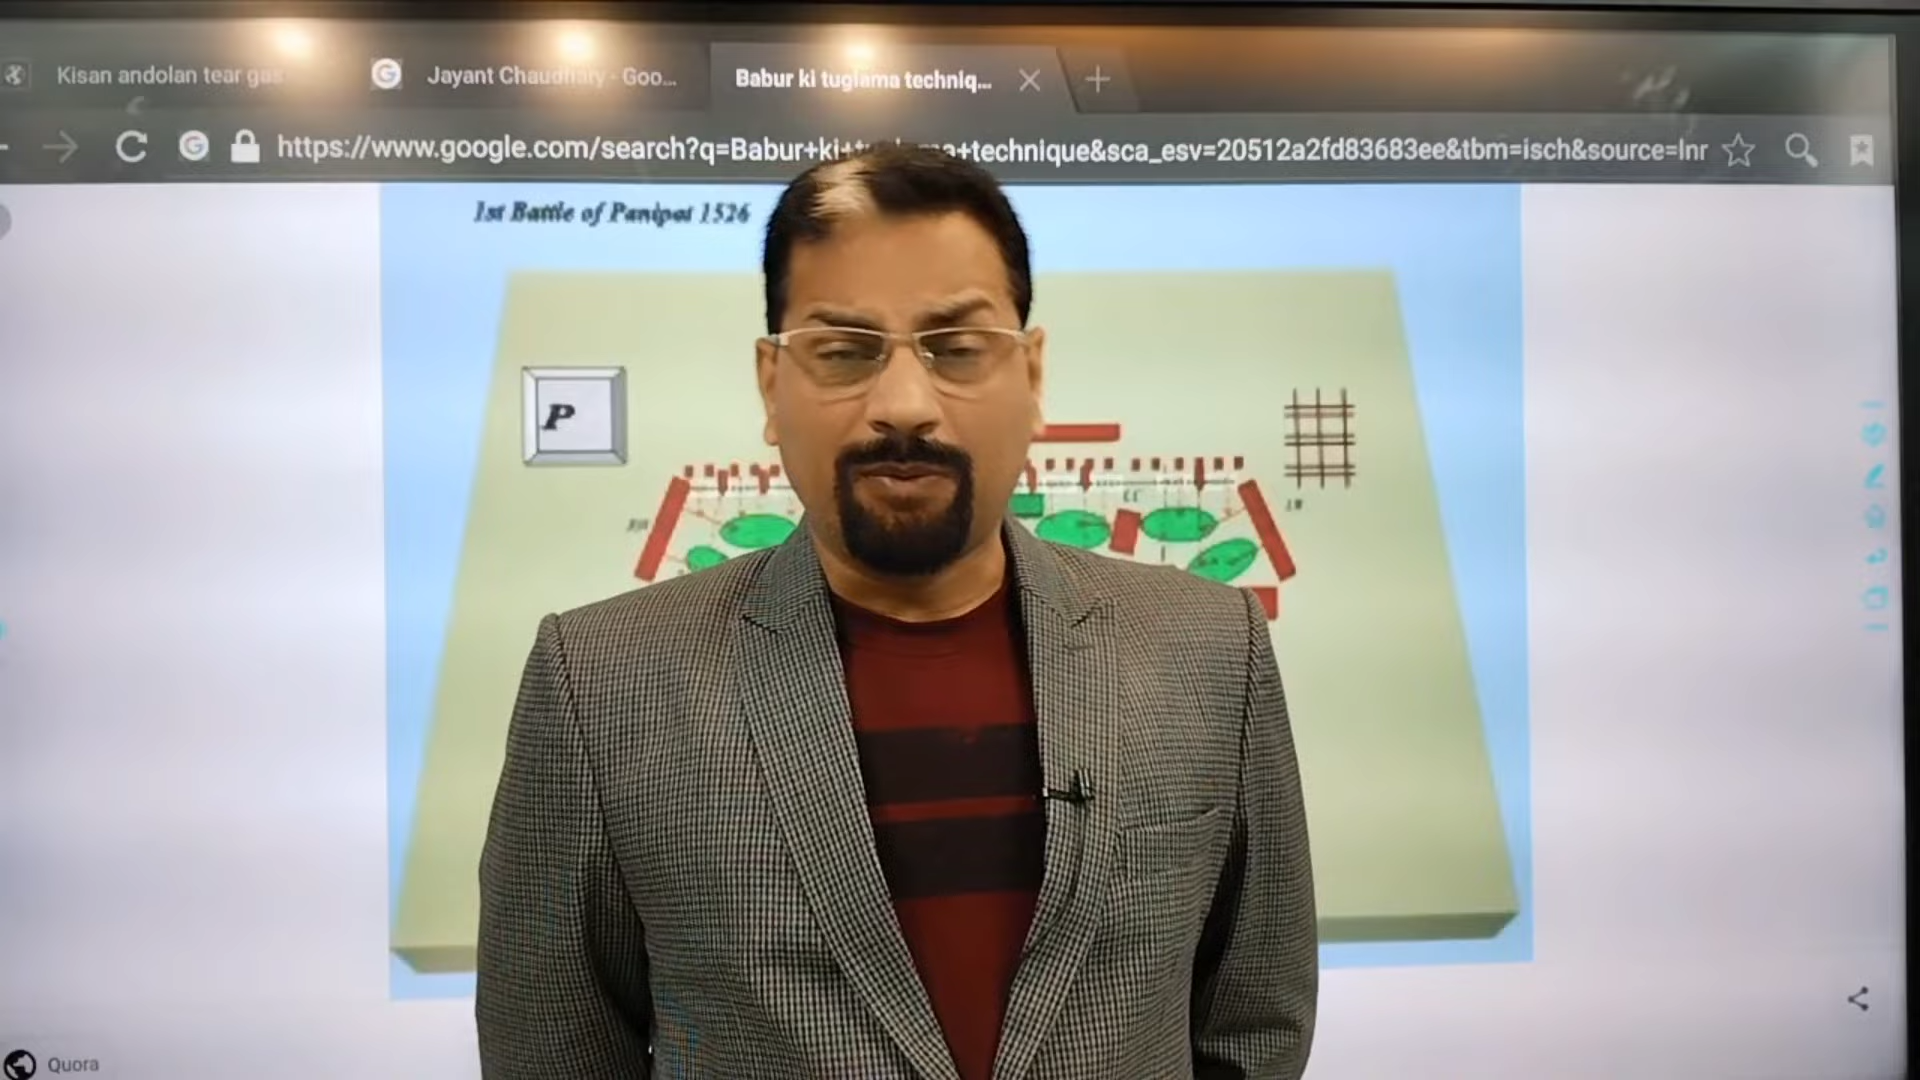 Kisan andolan tear gas
Jayant Chaudhary - Goo...
Babur ki tuglama techniq...
https://www.google.com/search?q=Babur+ki+ +technique&sca_esv=20512a2fd83683ee&tbm=isch&source=lnr
1st Battle of Panipat 1526
P
Quora